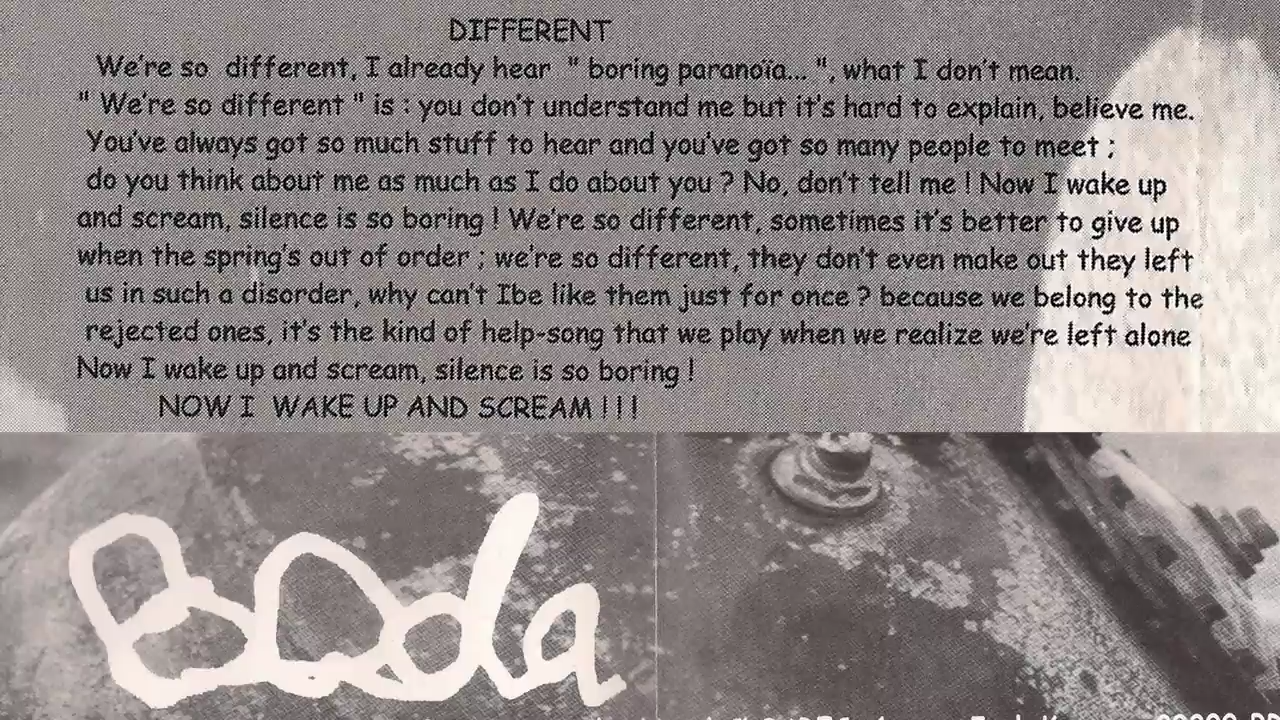 DIFFERENT
We're so different, I already hear " boring paranoïa... ", what I don't mean.
" We're so different " is : you don't understand me but it's hard to explain, believe me.
You've always got so much stuff to hear and you've got so many people to meet ;
do you think about me as much as I do about you ? No, don't tell me ! Now I wake up
and scream, silence is so boring ! We're so different, sometimes it's better to give up
when the spring's out of order ; we're so different, they don't even make out they left
us in such a disorder, why can't Ibe like them just for once ? because we belong to the
rejected ones, it's the kind of help-song that we play when we realize we're left alone
Now I wake up and scream, silence is so boring !
NOW I WAKE UP AND SCREAM ! ! !
Boda